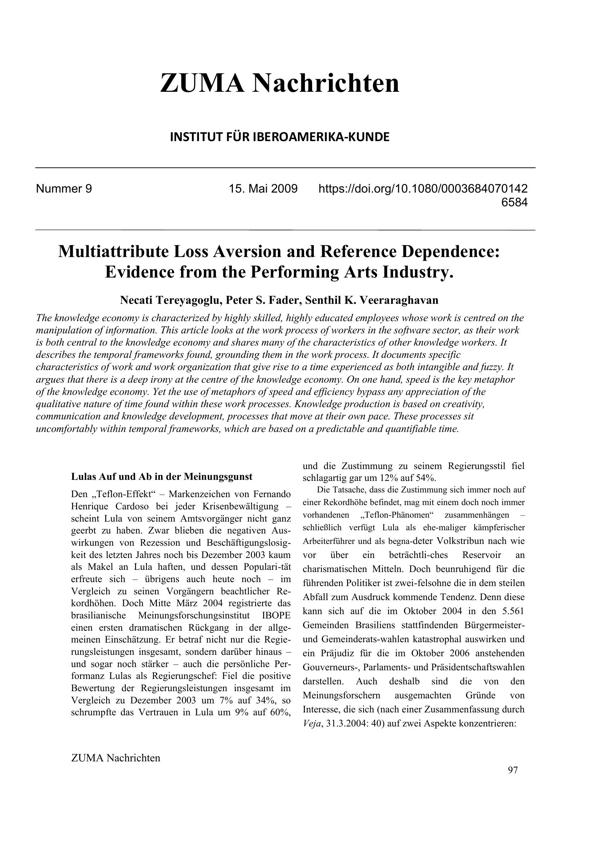 ZUMA Nachrichten
INSTITUT FÜR IBEROAMERIKA-KUNDE
Nummer 9
15. Mai 2009
https://doi.org/10.1080/0003684070142
6584
Multiattribute Loss Aversion and Reference Dependence:
Evidence from the Performing Arts Industry.
Necati Tereyagoglu, Peter S. Fader, Senthil K. Veeraraghavan
The knowledge economy is characterized by highly skilled, highly educated employees whose work is centred on the
manipulation of information. This article looks at the work process of workers in the software sector, as their work
is both central to the knowledge economy and shares many of the characteristics of other knowledge workers. It
describes the temporal frameworks found, grounding them in the work process. It documents specific
characteristics of work and work organization that give rise to a time experienced as both intangible and fuzzy. It
argues that there is a deep irony at the centre of the knowledge economy. On one hand, speed is the key metaphor
of the knowledge economy. Yet the use of metaphors of speed and efficiency bypass any appreciation of the
qualitative nature of time found within these work processes. Knowledge production is based on creativity,
communication and knowledge development, processes that move at their own pace. These processes sit
uncomfortably within temporal frameworks, which are based on a predictable and quantifiable time.
Lulas Auf und Ab in der Meinungsgunst
Den „Teflon-Effekt“ – Markenzeichen von Fernando
Henrique Cardoso bei jeder Krisenbewältigung –
scheint Lula von seinem Amtsvorgänger nicht ganz
geerbt zu haben. Zwar blieben die negativen Aus-
wirkungen von Rezession und Beschäftigungslosig-
keit des letzten Jahres noch bis Dezember 2003 kaum
als Makel an Lula haften, und dessen Populari-tät
erfreute sich – übrigens auch heute noch – im
Vergleich zu seinen Vorgängern beachtlicher Re-
kordhöhen. Doch Mitte März 2004 registrierte das
brasilianische Meinungsforschungsinstitut IBOPE
einen ersten dramatischen Rückgang in der allge-
meinen Einschätzung. Er betraf nicht nur die Regie-
rungsleistungen insgesamt, sondern darüber hinaus –
und sogar noch stärker – auch die persönliche Per-
formanz Lulas als Regierungschef: Fiel die positive
Bewertung der Regierungsleistungen insgesamt im
Vergleich zu Dezember 2003 um 7% auf 34%, so
schrumpfte das Vertrauen in Lula um 9% auf 60%,
und die Zustimmung zu seinem Regierungsstil fiel
schlagartig gar um 12% auf 54%.
Die Tatsache, dass die Zustimmung sich immer noch auf
einer Rekordhöhe befindet, mag mit einem doch noch immer
vorhandenen „Teflon-Phänomen“ zusammenhängen –
schließlich verfügt Lula als ehe-maliger kämpferischer
Arbeiterführer und als begna-deter Volkstribun nach wie
vor über ein beträchtli-ches Reservoir an
charismatischen Mitteln. Doch beunruhigend für die
führenden Politiker ist zwei-felsohne die in dem steilen
Abfall zum Ausdruck kommende Tendenz. Denn diese
kann sich auf die im Oktober 2004 in den 5.561
Gemeinden Brasiliens stattfindenden Bürgermeister-
und Gemeinderats-wahlen katastrophal auswirken und
ein Präjudiz für die im Oktober 2006 anstehenden
Gouverneurs-, Parlaments- und Präsidentschaftswahlen
darstellen. Auch deshalb sind die von den
Meinungsforschern ausgemachten Gründe von
Interesse, die sich (nach einer Zusammenfassung durch
Veja, 31.3.2004: 40) auf zwei Aspekte konzentrieren:
ZUMA Nachrichten
97